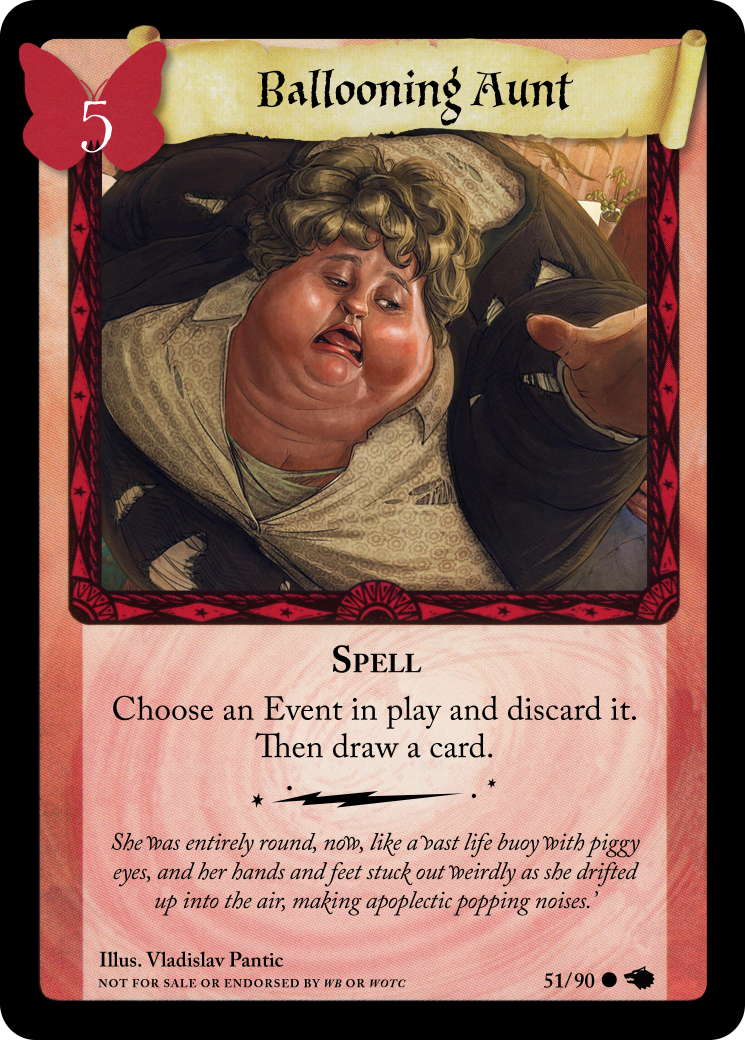 Ballooning Aunt
5
SPELL
Choose an Event in play and discard it.
Then draw a card.
She was entirely round, now, like a vast life buoy with piggy
eyes, and her hands and feet stuck out weirdly as she drifted
up into the air, making apoplectic popping noises.’
Illus. Vladislav Pantic
NOT FOR SALE OR ENDORSED BY WB OR WOTC
51/90